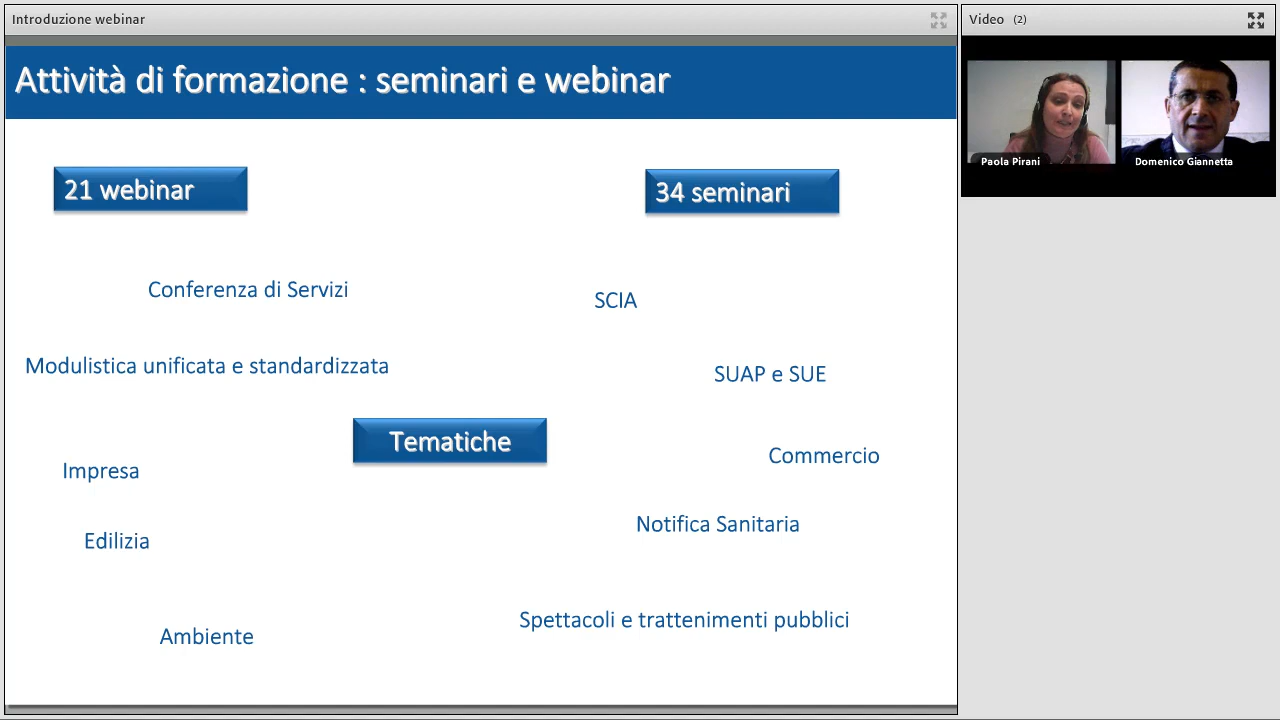 Introduzione webinar
Video (2)
Attività di formazione : seminari e webinar
Paola Pirani
Domenico Giannetta
21 webinar
34 seminari
Conferenza di Servizi
SCIA
Modulistica unificata e standardizzata
SUAP e SUE
Tematiche
Commercio
Impresa
Notifica Sanitaria
Edilizia
Spettacoli e trattenimenti pubblici
Ambiente